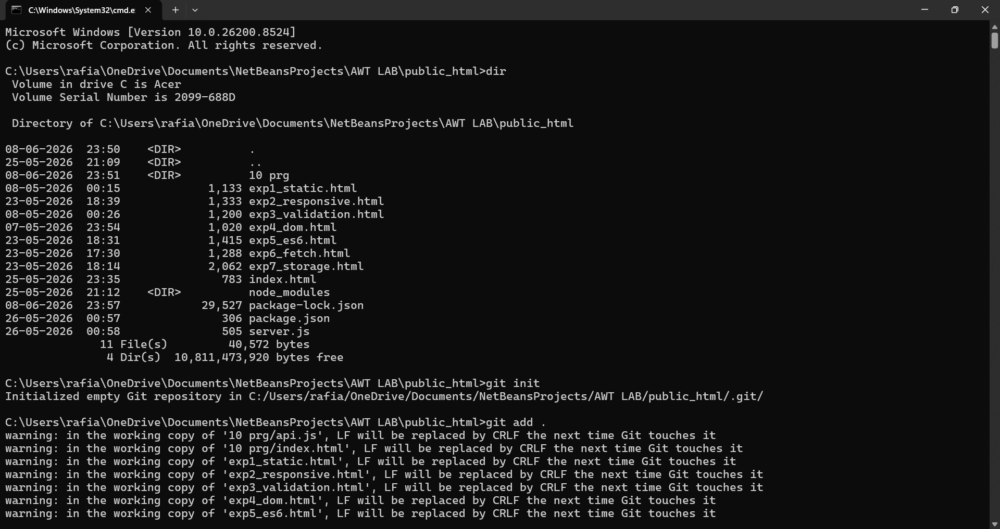 C:\Windows\System32\cmd.e
Microsoft Windows [Version 10.0.26200.8524]
(c) Microsoft Corporation. All rights reserved.
C:\Users\rafia\OneDrive\Documents\NetBeansProjects\AWT LAB\public_html>dir
 Volume in drive C is Acer
 Volume Serial Number is 2099-688D
 Directory of C:\Users\rafia\OneDrive\Documents\NetBeansProjects\AWT LAB\public_html
08-06-2026  23:50    <DIR>          .
25-05-2026  21:09    <DIR>          ..
08-06-2026  23:51    <DIR>          10 prg
08-05-2026  00:15             1,133 exp1_static.html
23-05-2026  18:39             1,333 exp2_responsive.html
08-05-2026  00:26             1,200 exp3_validation.html
07-05-2026  23:54             1,020 exp4_dom.html
23-05-2026  18:31             1,415 exp5_es6.html
23-05-2026  17:30             1,288 exp6_fetch.html
23-05-2026  18:14             2,062 exp7_storage.html
25-05-2026  23:35               783 index.html
25-05-2026  21:12    <DIR>          node_modules
08-06-2026  23:57            29,527 package-lock.json
26-05-2026  00:57               306 package.json
26-05-2026  00:58               505 server.js
              11 File(s)         40,572 bytes
               4 Dir(s)  10,811,473,920 bytes free
C:\Users\rafia\OneDrive\Documents\NetBeansProjects\AWT LAB\public_html>git init
Initialized empty Git repository in C:/Users/rafia/OneDrive/Documents/NetBeansProjects/AWT LAB/public_html/.git/
C:\Users\rafia\OneDrive\Documents\NetBeansProjects\AWT LAB\public_html>git add .
warning: in the working copy of '10 prg/api.js', LF will be replaced by CRLF the next time Git touches it
warning: in the working copy of '10 prg/index.html', LF will be replaced by CRLF the next time Git touches it
warning: in the working copy of 'exp1_static.html', LF will be replaced by CRLF the next time Git touches it
warning: in the working copy of 'exp2_responsive.html', LF will be replaced by CRLF the next time Git touches it
warning: in the working copy of 'exp3_validation.html', LF will be replaced by CRLF the next time Git touches it
warning: in the working copy of 'exp4_dom.html', LF will be replaced by CRLF the next time Git touches it
warning: in the working copy of 'exp5_es6.html', LF will be replaced by CRLF the next time Git touches it